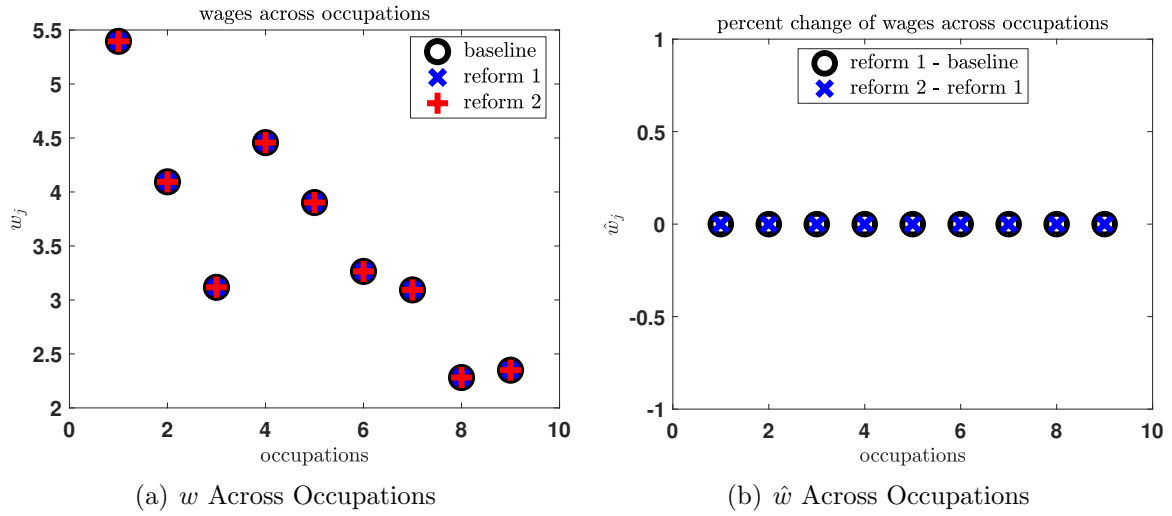 wages across occupations
5.5
5
4.5
4
3.5
3
2.5
2
w_j
baseline
reform 1
reform 2
0
2
4
6
8
10
occupations
(a) w Across Occupations
percent change of wages across occupations
1
0.5
0
-0.5
-1
ŵ_j
reform 1 - baseline
reform 2 - reform 1
0
2
4
6
8
10
occupations
(b) ŵ Across Occupations